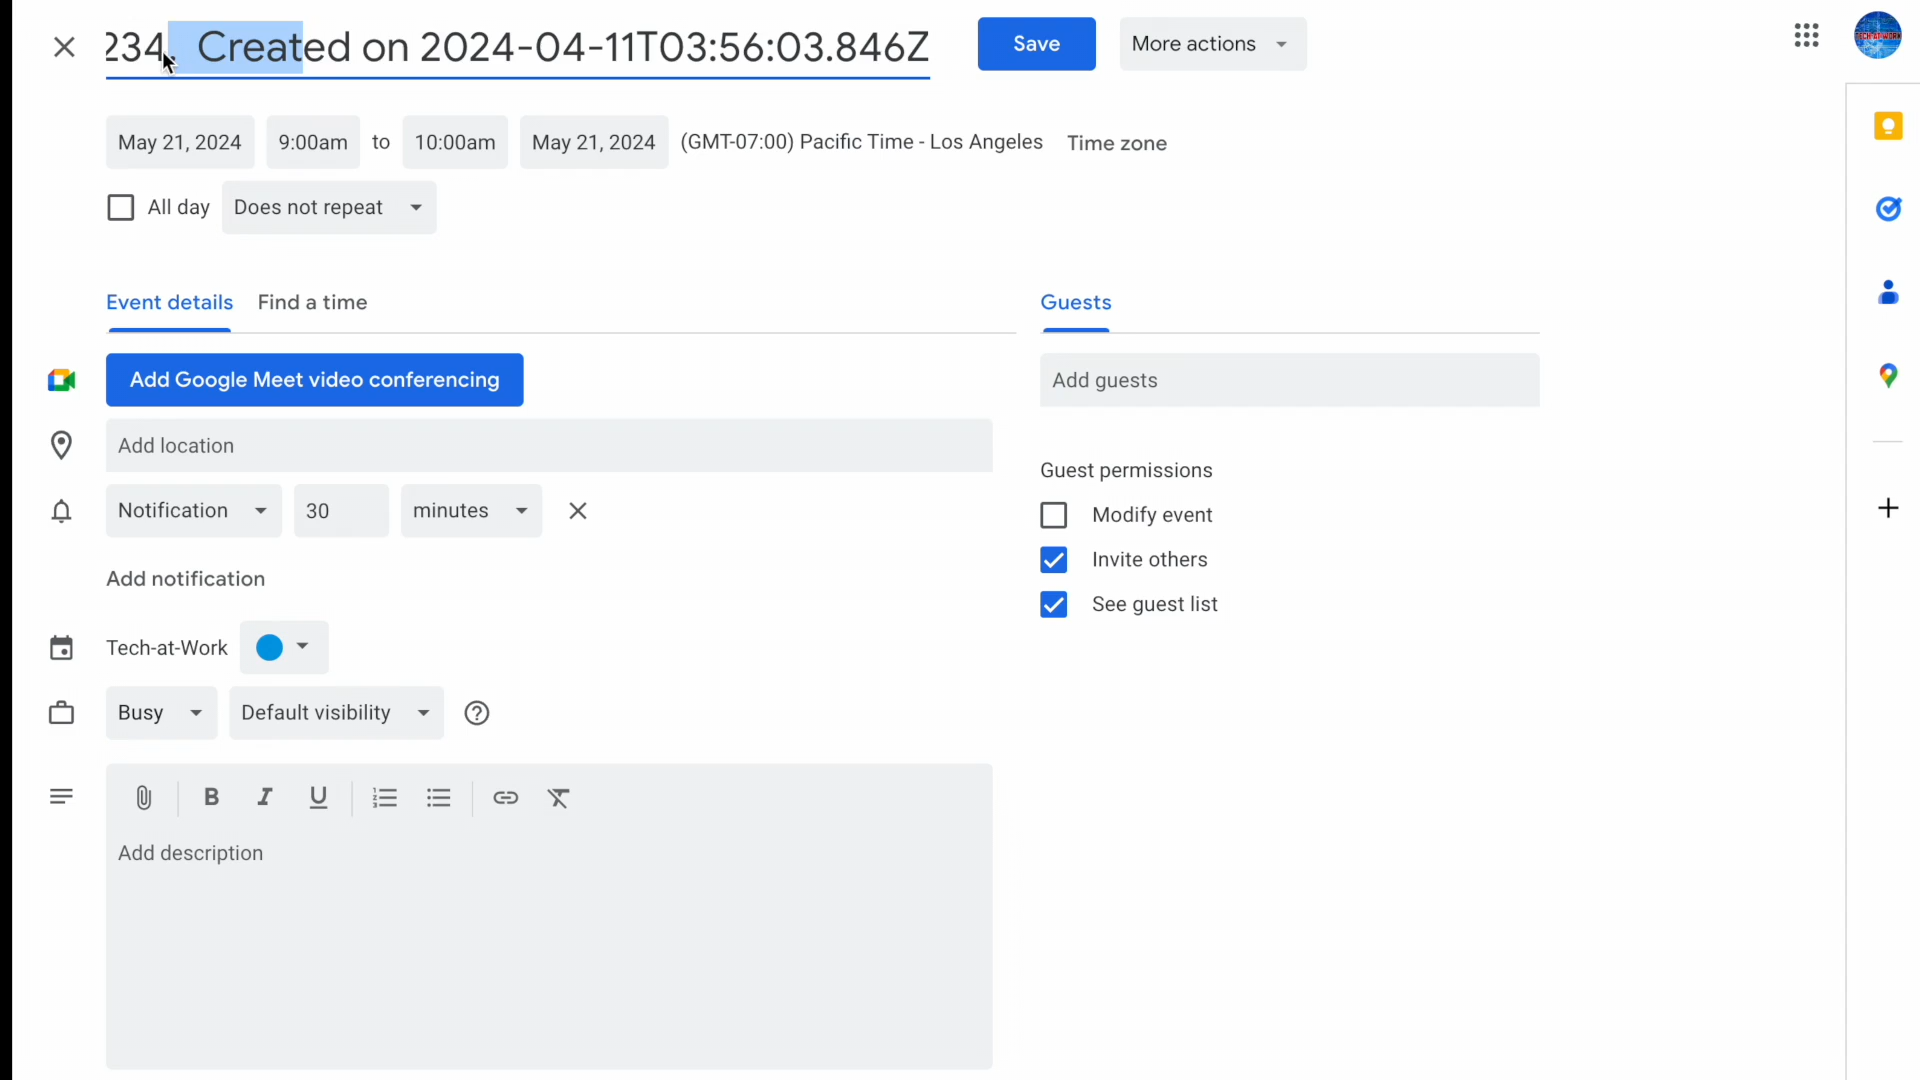 234. Created on 2024-04-11T03:56:03.846Z
Save
More actions
May 21, 2024
9:00am
to
10:00am
May 21, 2024
(GMT-07:00) Pacific Time - Los Angeles
Time zone
All day
Does not repeat
Event details
Find a time
Guests
Add Google Meet video conferencing
Add guests
Add location
Guest permissions
Notification
30
minutes
Modify event
Invite others
Add notification
See guest list
Tech-at-Work
Busy
Default visibility
B
I
U
Add description
TECH-AT-WORK